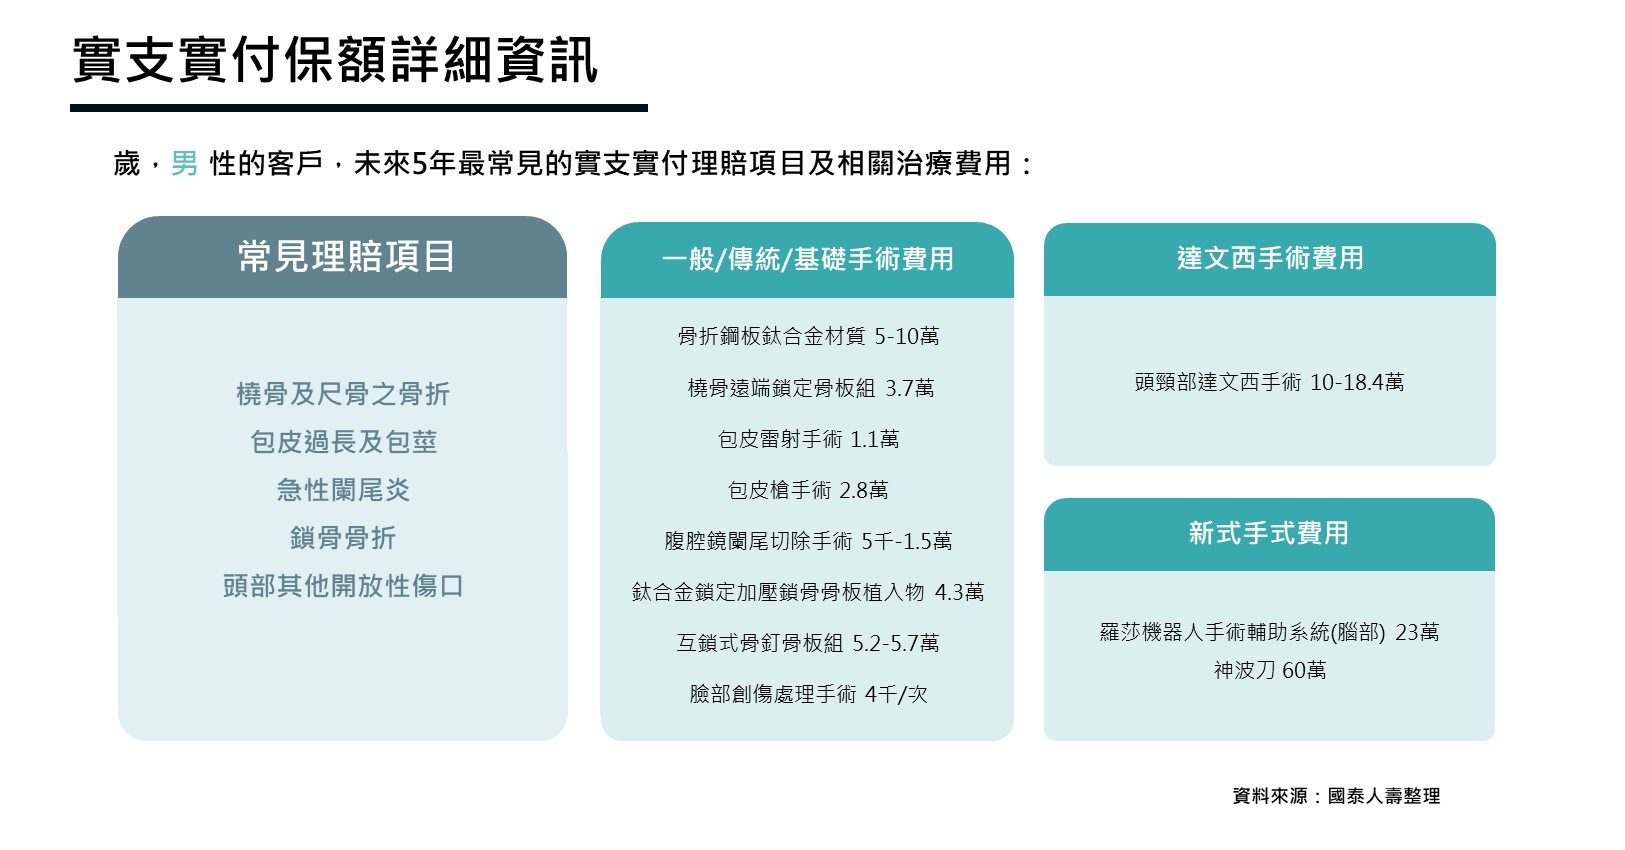 實支實付保額詳細資訊
歲，男 性的客戶，未來5年最常見的實支實付理賠項目及相關治療費用：
常見理賠項目
橈骨及尺骨之骨折
包皮過長及包莖
急性闌尾炎
鎖骨骨折
頭部其他開放性傷口
一般/傳統/基礎手術費用
骨折鋼板鈦合金材質 5-10萬
橈骨遠端鎖定骨板組 3.7萬
包皮雷射手術 1.1萬
包皮槍手術 2.8萬
腹腔鏡闌尾切除手術 5千-1.5萬
鈦合金鎖定加壓鎖骨骨板植入物 4.3萬
互鎖式骨釘骨板組 5.2-5.7萬
臉部創傷處理手術 4千/次
達文西手術費用
頭頸部達文西手術 10-18.4萬
新式手式費用
羅莎機器人手術輔助系統(腦部) 23萬
神波刀 60萬
資料來源：國泰人壽整理